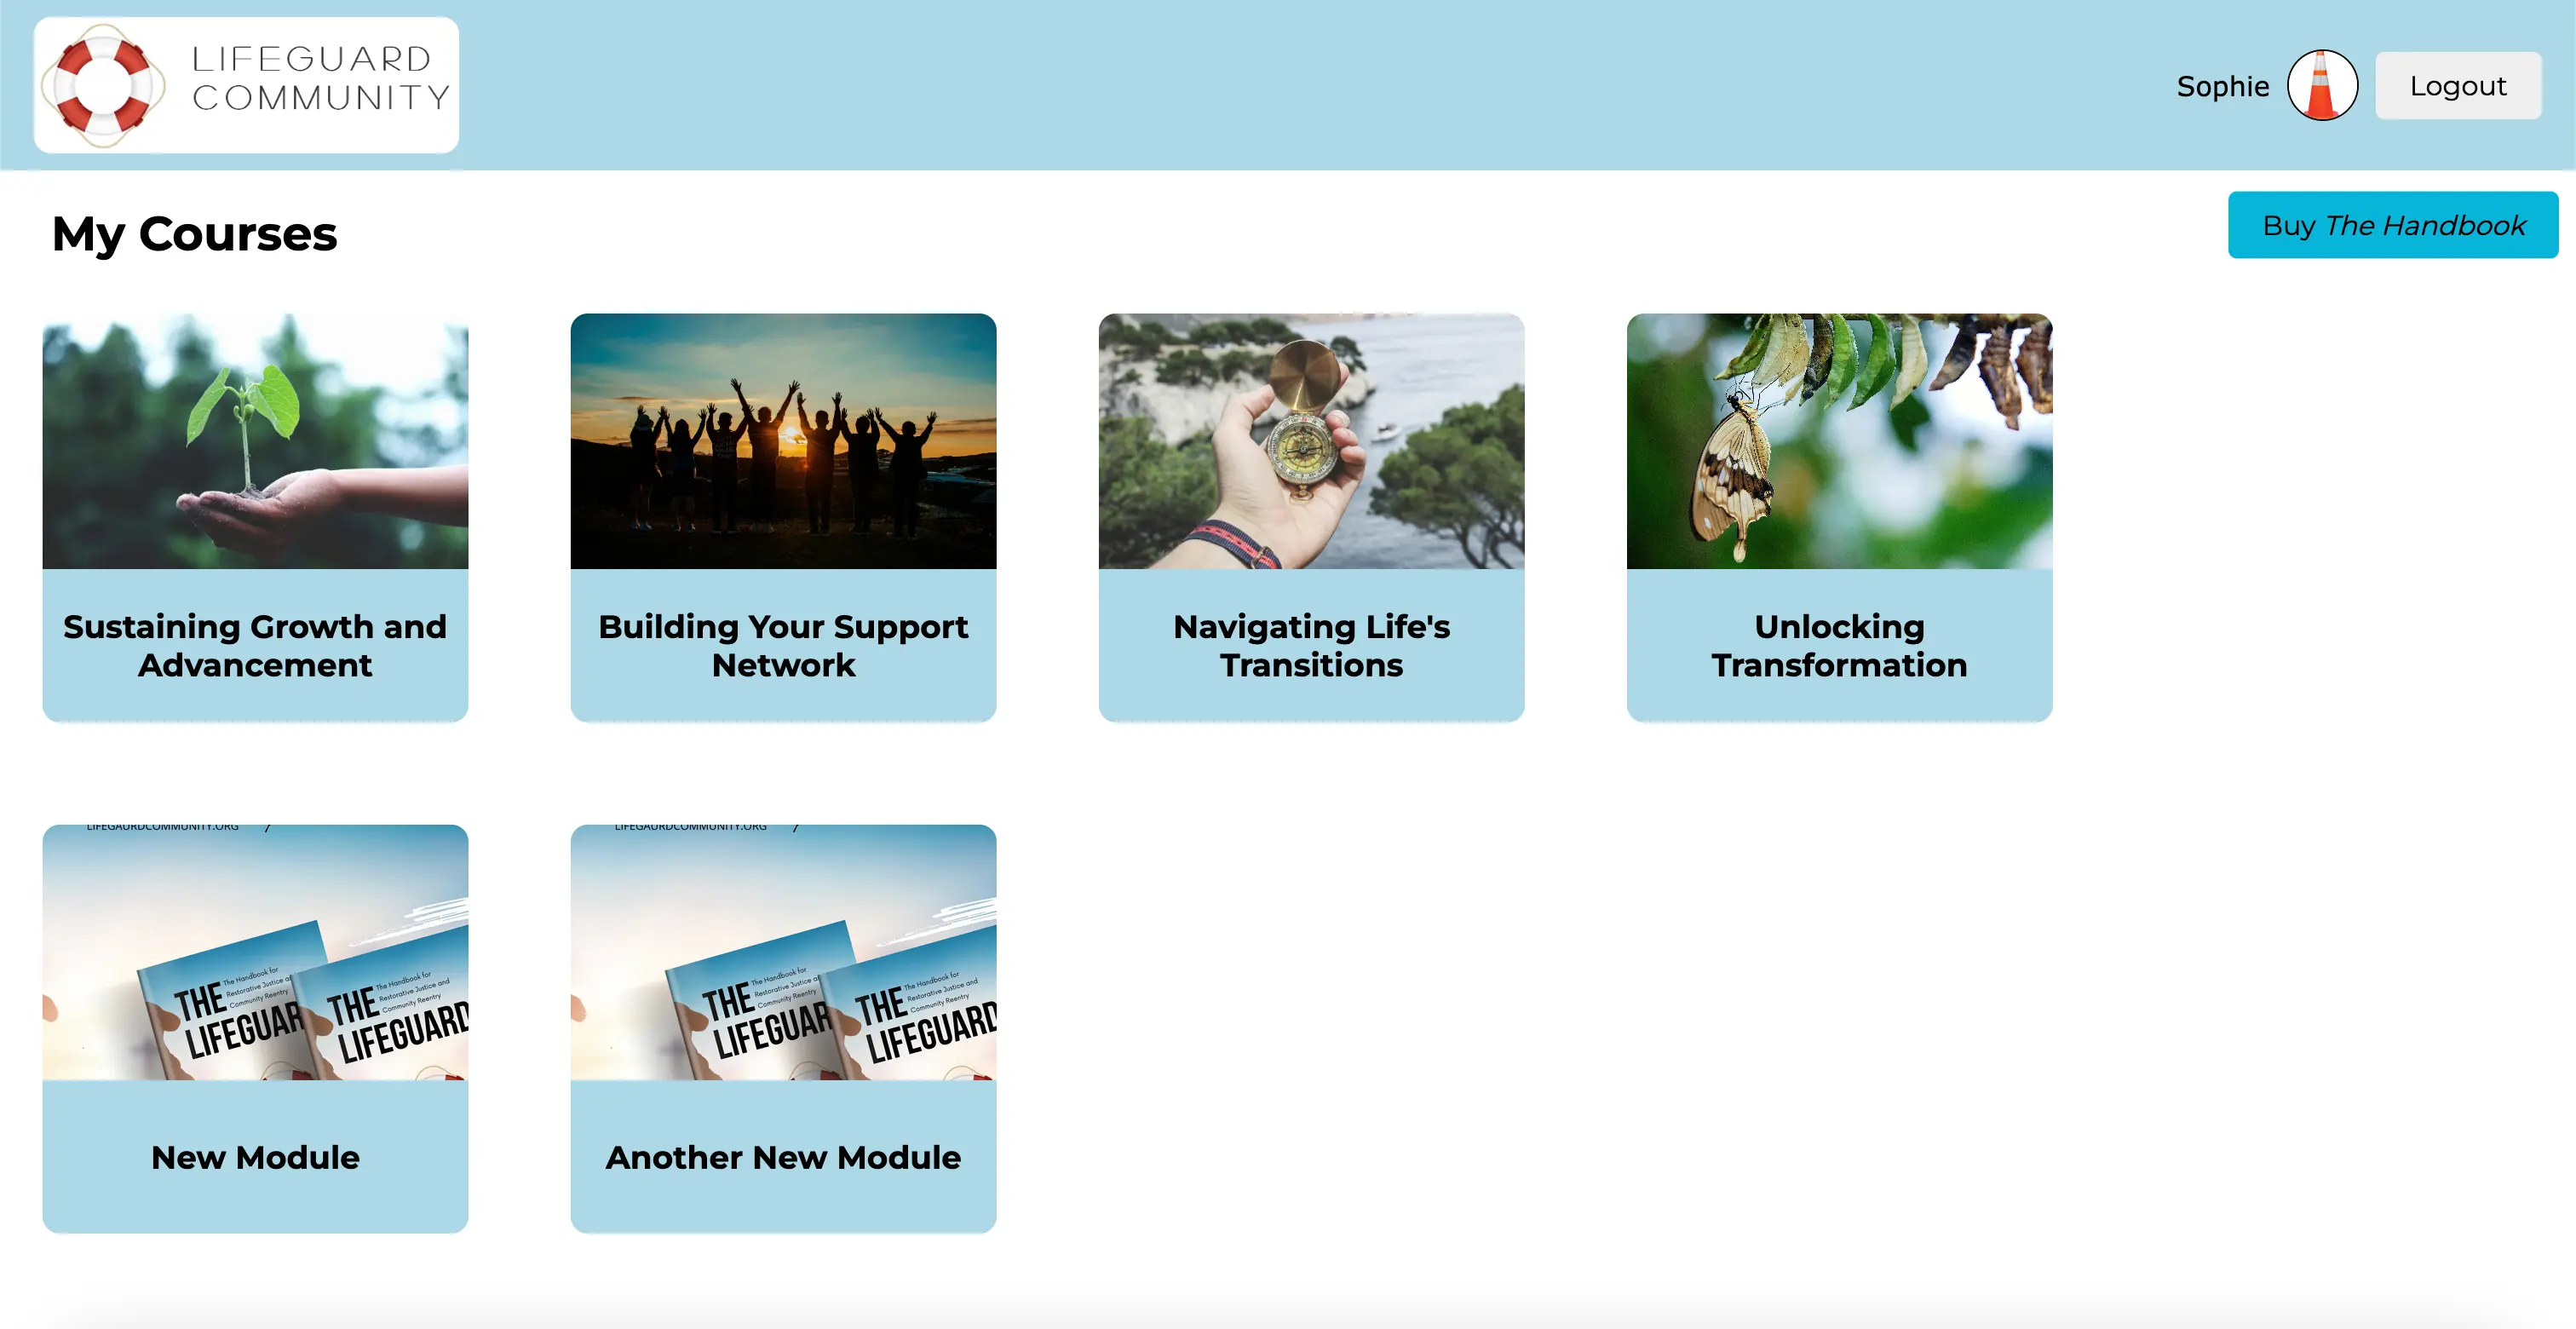 LIFEGUARD
COMMUNITY
Sophie
Logout
My Courses
Buy The Handbook
Sustaining Growth and
Advancement
Building Your Support
Network
Navigating Life's
Transitions
Unlocking
Transformation
LIFEGAURDCOMMUNITY.ORG
THE
The Handbook for
Restorative Justice
Community Reentry
LIFEGUAR
THE
The Handbook for
Restorative Justice and
Community Reentry
LIFEGUARD
New Module
LIFEGAURDCOMMUNITY.ORG
THE
The Handbook for
Restorative Justice
Community Reentry
LIFEGUAR
THE
The Handbook for
Restorative Justice and
Community Reentry
LIFEGUARD
Another New Module